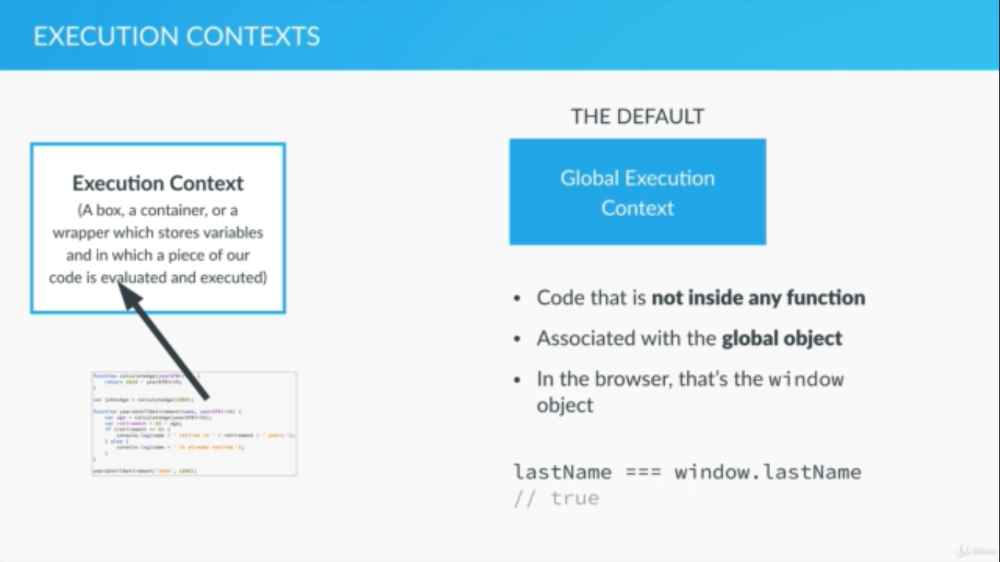 EXECUTION CONTEXTS
Execution Context
(A box, a container, or a
wrapper which stores variables
and in which a piece of our
code is evaluated and executed)
function calculateAge(yearOfBirth) {
return 2016 - yearOfBirth;
}
var johnsAge = calculateAge(1990);
function yearsUntilRetirement(name, yearOfBirth) {
var age = calculateAge(yearOfBirth);
var retirement = 65 - age;
if (retirement >= 0) {
console.log(name + ' retires in ' + retirement + ' years.');
} else {
console.log(name + ' is already retired.');
}
}
yearsUntilRetirement('John', 1990);
THE DEFAULT
Global Execution
Context
• Code that is not inside any function
• Associated with the global object
• In the browser, that’s the window
object
lastName === window.lastName
// true
Udemy